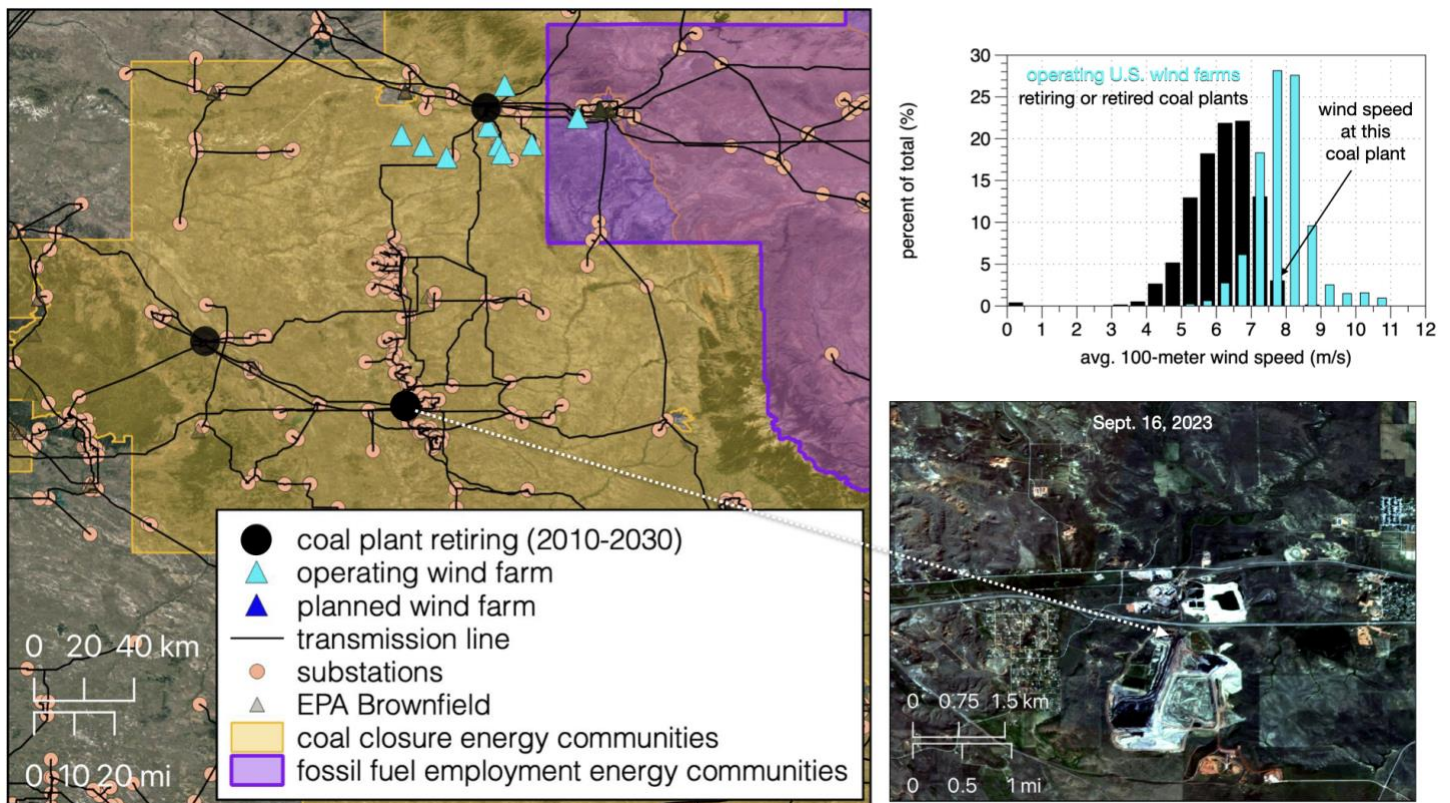 coal plant retiring (2010-2030)
operating wind farm
planned wind farm
transmission line
substations
EPA Brownfield
coal closure energy communities
fossil fuel employment energy communities
0 20 40 km
0 10 20 mi
30
25
20
15
10
5
0
percent of total (%)
operating U.S. wind farms
retiring or retired coal plants
wind speed
at this
coal plant
0 1 2 3 4 5 6 7 8 9 10 11 12
avg. 100-meter wind speed (m/s)
Sept. 16, 2023
0 0.75 1.5 km
0 0.5 1 mi